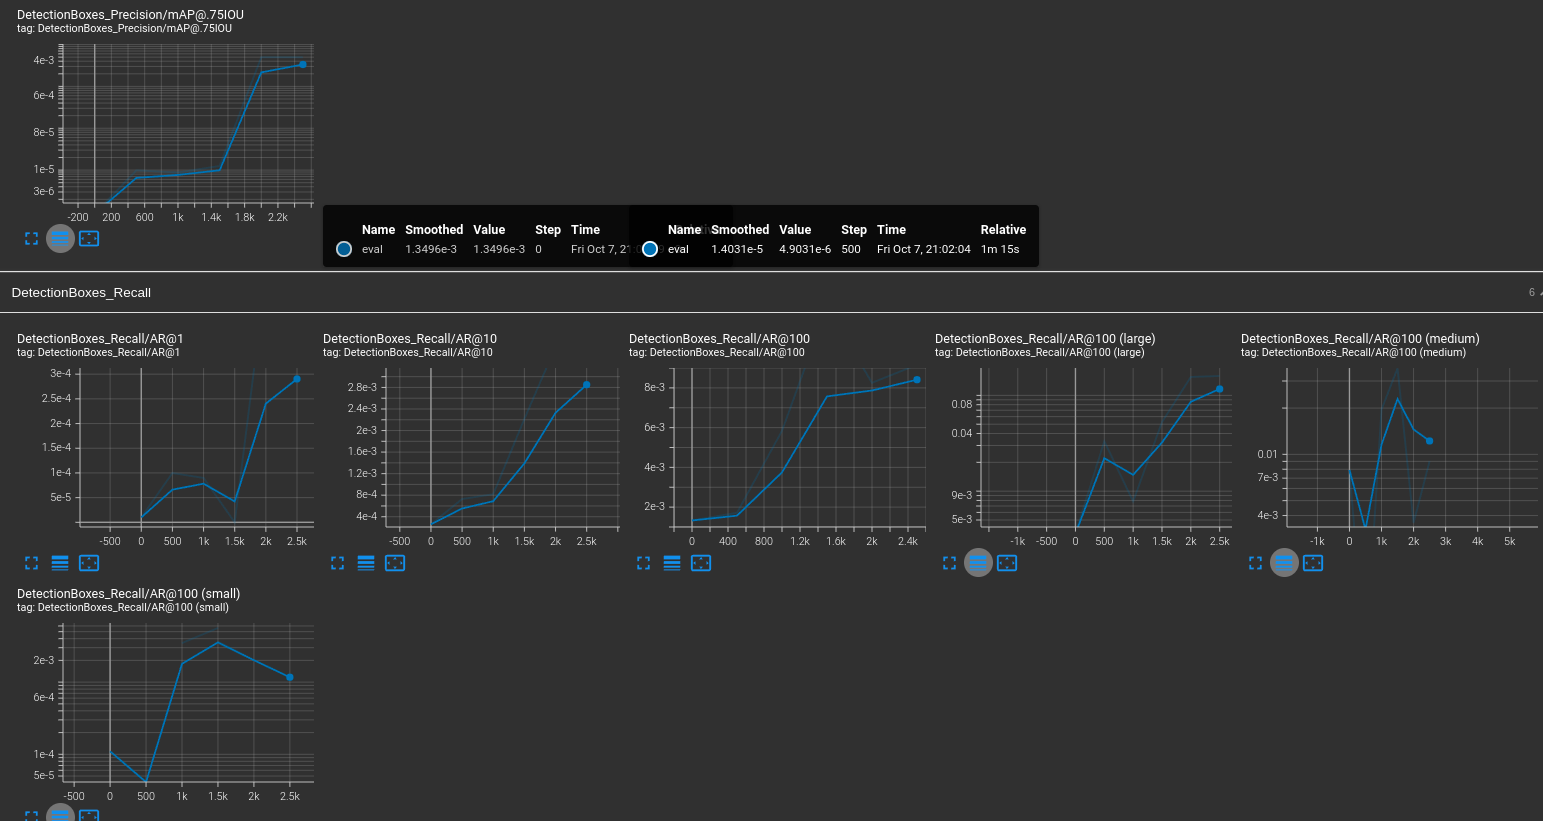 DetectionBoxes_Precision/mAP@.75IOU
tag: DetectionBoxes_Precision/mAP@.75IOU
4e-3
6e-4
8e-5
1e-5
3e-6
-200 200 600 1k 1.4k 1.8k 2.2k
Name Smoothed Value Step Time
eval 1.3496e-3 1.3496e-3 0 Fri Oct 7, 21:
Name Smoothed Value Step Time Relative
eval 1.4031e-5 4.9031e-6 500 Fri Oct 7, 21:02:04 1m 15s
DetectionBoxes_Recall 6
DetectionBoxes_Recall/AR@1
tag: DetectionBoxes_Recall/AR@1
3e-4
2.5e-4
2e-4
1.5e-4
1e-4
5e-5
-500 0 500 1k 1.5k 2k 2.5k
DetectionBoxes_Recall/AR@10
tag: DetectionBoxes_Recall/AR@10
2.8e-3
2.4e-3
2e-3
1.6e-3
1.2e-3
8e-4
4e-4
-500 0 500 1k 1.5k 2k 2.5k
DetectionBoxes_Recall/AR@100
tag: DetectionBoxes_Recall/AR@100
8e-3
6e-3
4e-3
2e-3
0 400 800 1.2k 1.6k 2k 2.4k
DetectionBoxes_Recall/AR@100 (large)
tag: DetectionBoxes_Recall/AR@100 (large)
0.08
0.04
9e-3
5e-3
-1k -500 0 500 1k 1.5k 2k 2.5k
DetectionBoxes_Recall/AR@100 (medium)
tag: DetectionBoxes_Recall/AR@100 (medium)
0.01
7e-3
4e-3
-1k 0 1k 2k 3k 4k 5k
DetectionBoxes_Recall/AR@100 (small)
tag: DetectionBoxes_Recall/AR@100 (small)
2e-3
6e-4
1e-4
5e-5
-500 0 500 1k 1.5k 2k 2.5k